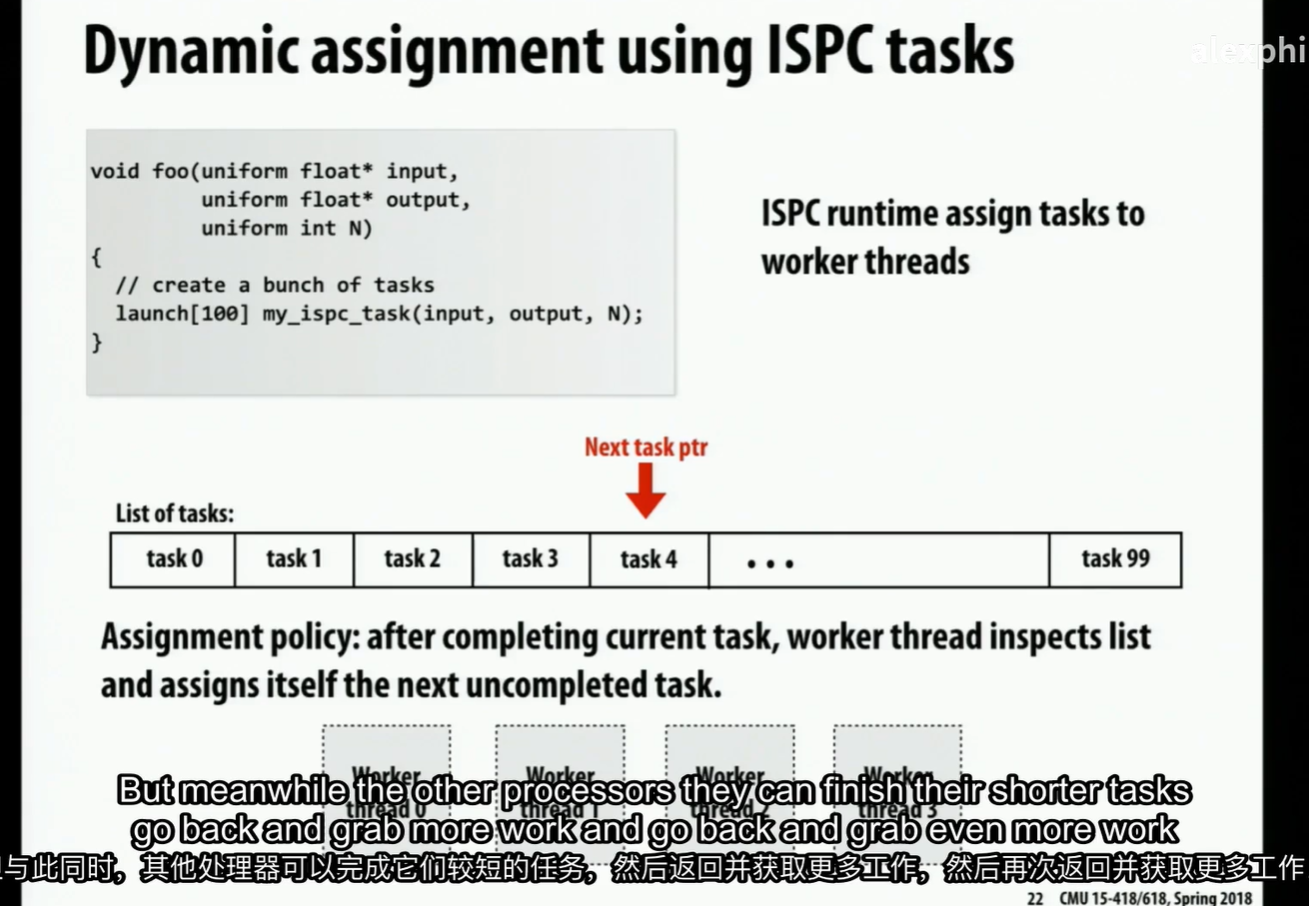 Dynamic assignment using ISPC tasks
alexphi
void foo(uniform float* input,
uniform float* output,
uniform int N)
{
// create a bunch of tasks
launch[100] my_ispc_task(input, output, N);
}
ISPC runtime assign tasks to
worker threads
Next task ptr
List of tasks:
task 0 task 1 task 2 task 3 task 4 • • • task 99
Assignment policy: after completing current task, worker thread inspects list
and assigns itself the next uncompleted task.
Worker Worker Worker Worker
thread 0 thread 1 thread 2 thread 3
But meanwhile the other processors they can finish their shorter tasks
go back and grab more work and go back and grab even more work
与此同时，其他处理器可以完成它们较短的任务，然后返回并获取更多工作，然后再次返回并获取更多工作
22 CMU 15-418/618, Spring 2018